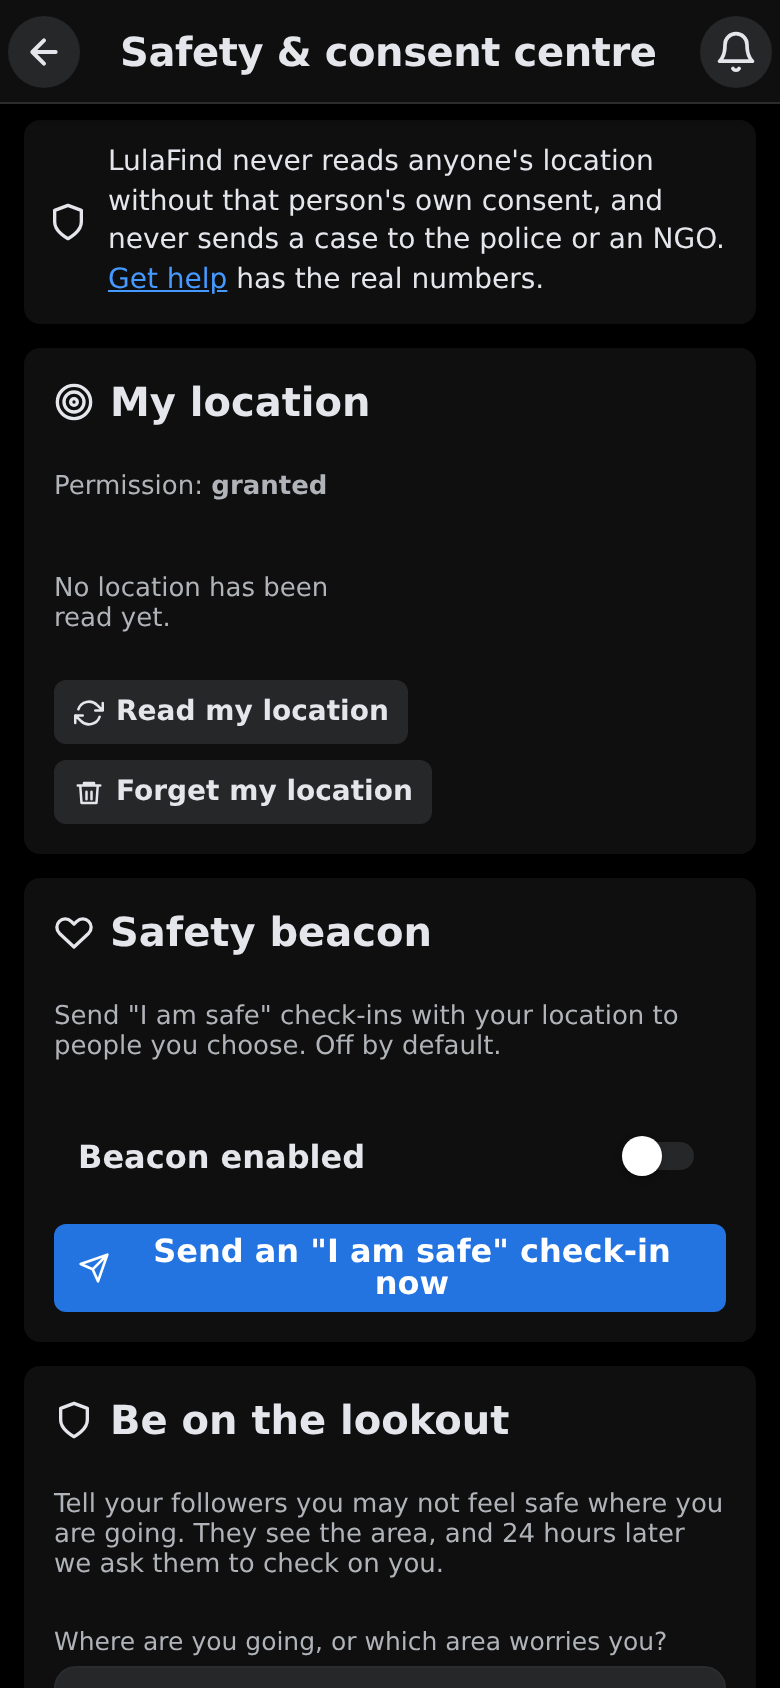 Safety & consent centre
LulaFind never reads anyone's location
without that person's own consent, and
never sends a case to the police or an NGO.
Get help has the real numbers.
My location
Permission: granted
No location has been
read yet.
Read my location
Forget my location
Safety beacon
Send "I am safe" check-ins with your location to
people you choose. Off by default.
Beacon enabled
Send an "I am safe" check-in
now
Be on the lookout
Tell your followers you may not feel safe where you
are going. They see the area, and 24 hours later
we ask them to check on you.
Where are you going, or which area worries you?